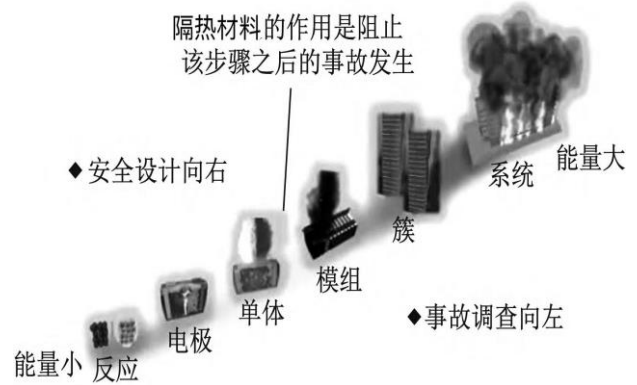 隔热材料的作用是阻止
该步骤之后的事故发生
◆安全设计向右
能量大
系统
簇
模组
◆事故调查向左
单体
电极
能量小
反应